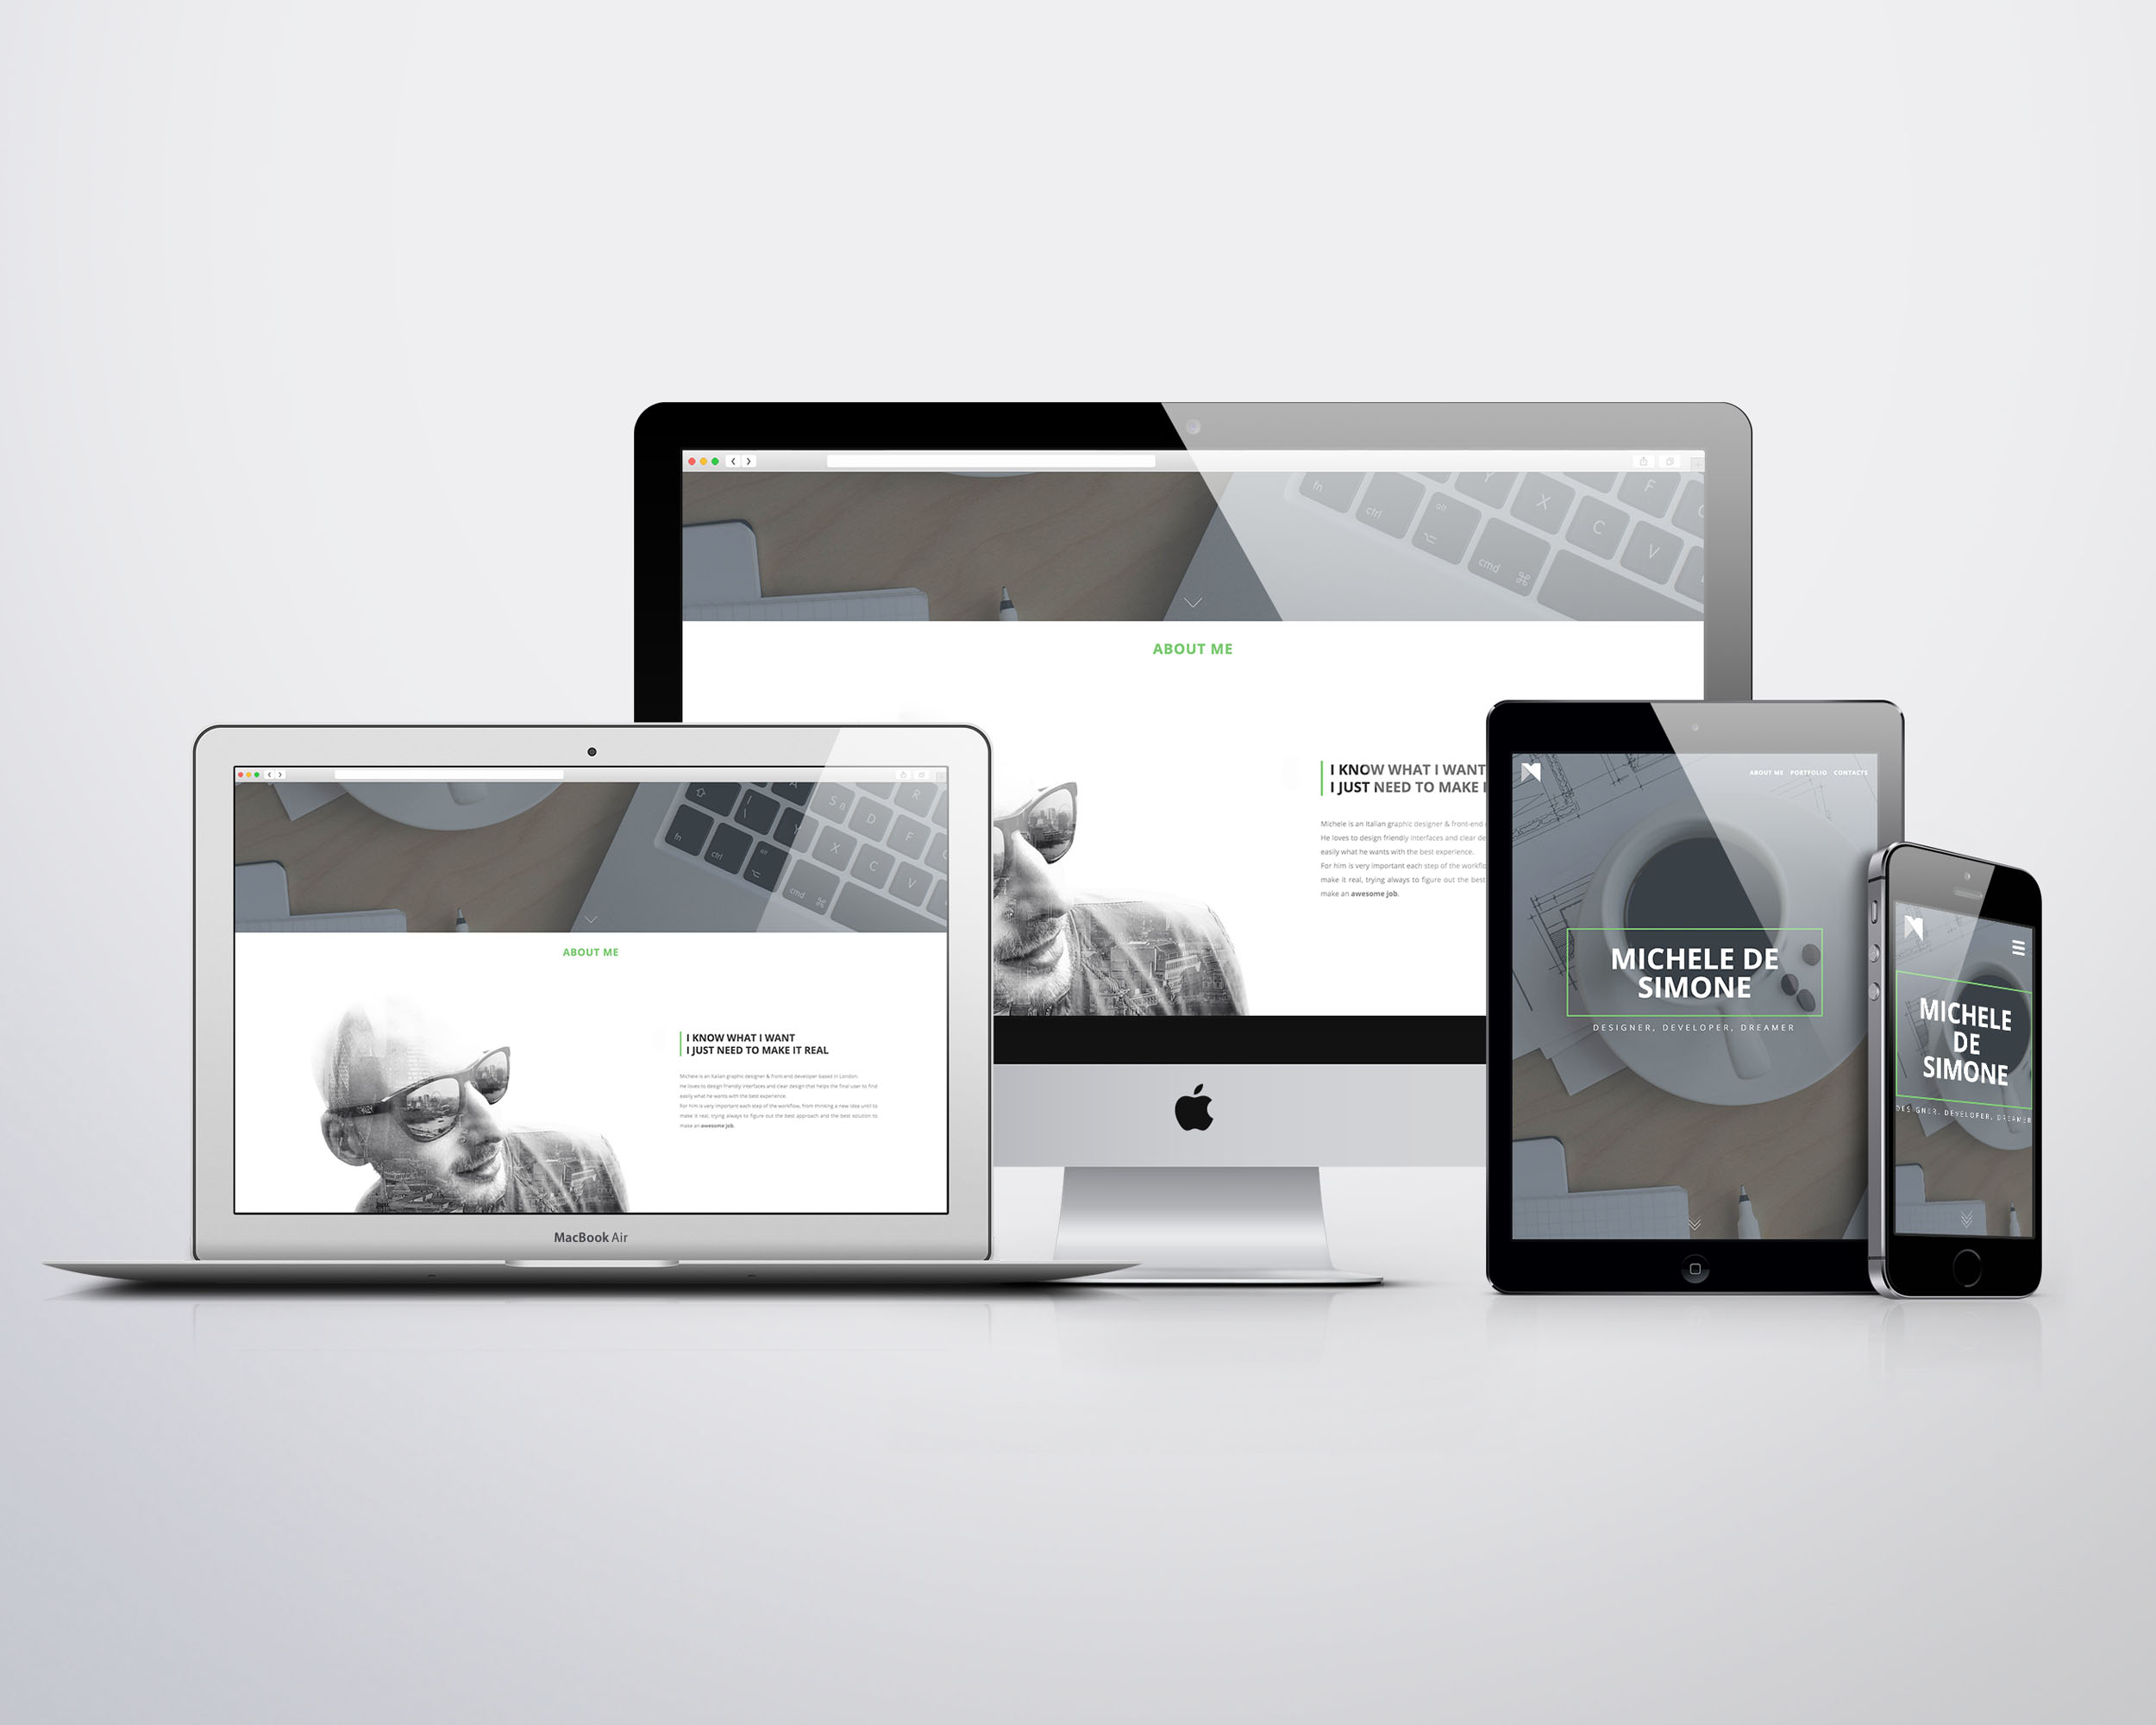 fn
ctrl
alt
cmd
Y
X
C
V
F
ABOUT ME
I KNOW WHAT I WANT
I JUST NEED TO MAKE
Michele is an Italian graphic designer & front-end
He loves to design friendly interfaces and clear de
easily what he wants with the best experience.
For him is very important each step of the workflo
make it real, trying always to figure out the best
make an awesome job.
fn
ctrl
alt
cmd
A
S
D
F
R
X
C
V
ABOUT ME
I KNOW WHAT I WANT
I JUST NEED TO MAKE IT REAL
Michele is an Italian graphic designer & front-end developer based in London.
He loves to design friendly interfaces and clear design that helps the final user to find
easily what he wants with the best experience.
For him is very important each step of the workflow, from thinking a new idea until to
make it real, trying always to figure out the best approach and the best solution to
make an awesome job.
MacBook Air
ABOUT ME PORTFOLIO CONTACTS
MICHELE DE
SIMONE
DESIGNER, DEVELOPER, DREAMER
MICHELE
DE
SIMONE
DESIGNER, DEVELOPER, DREAMER